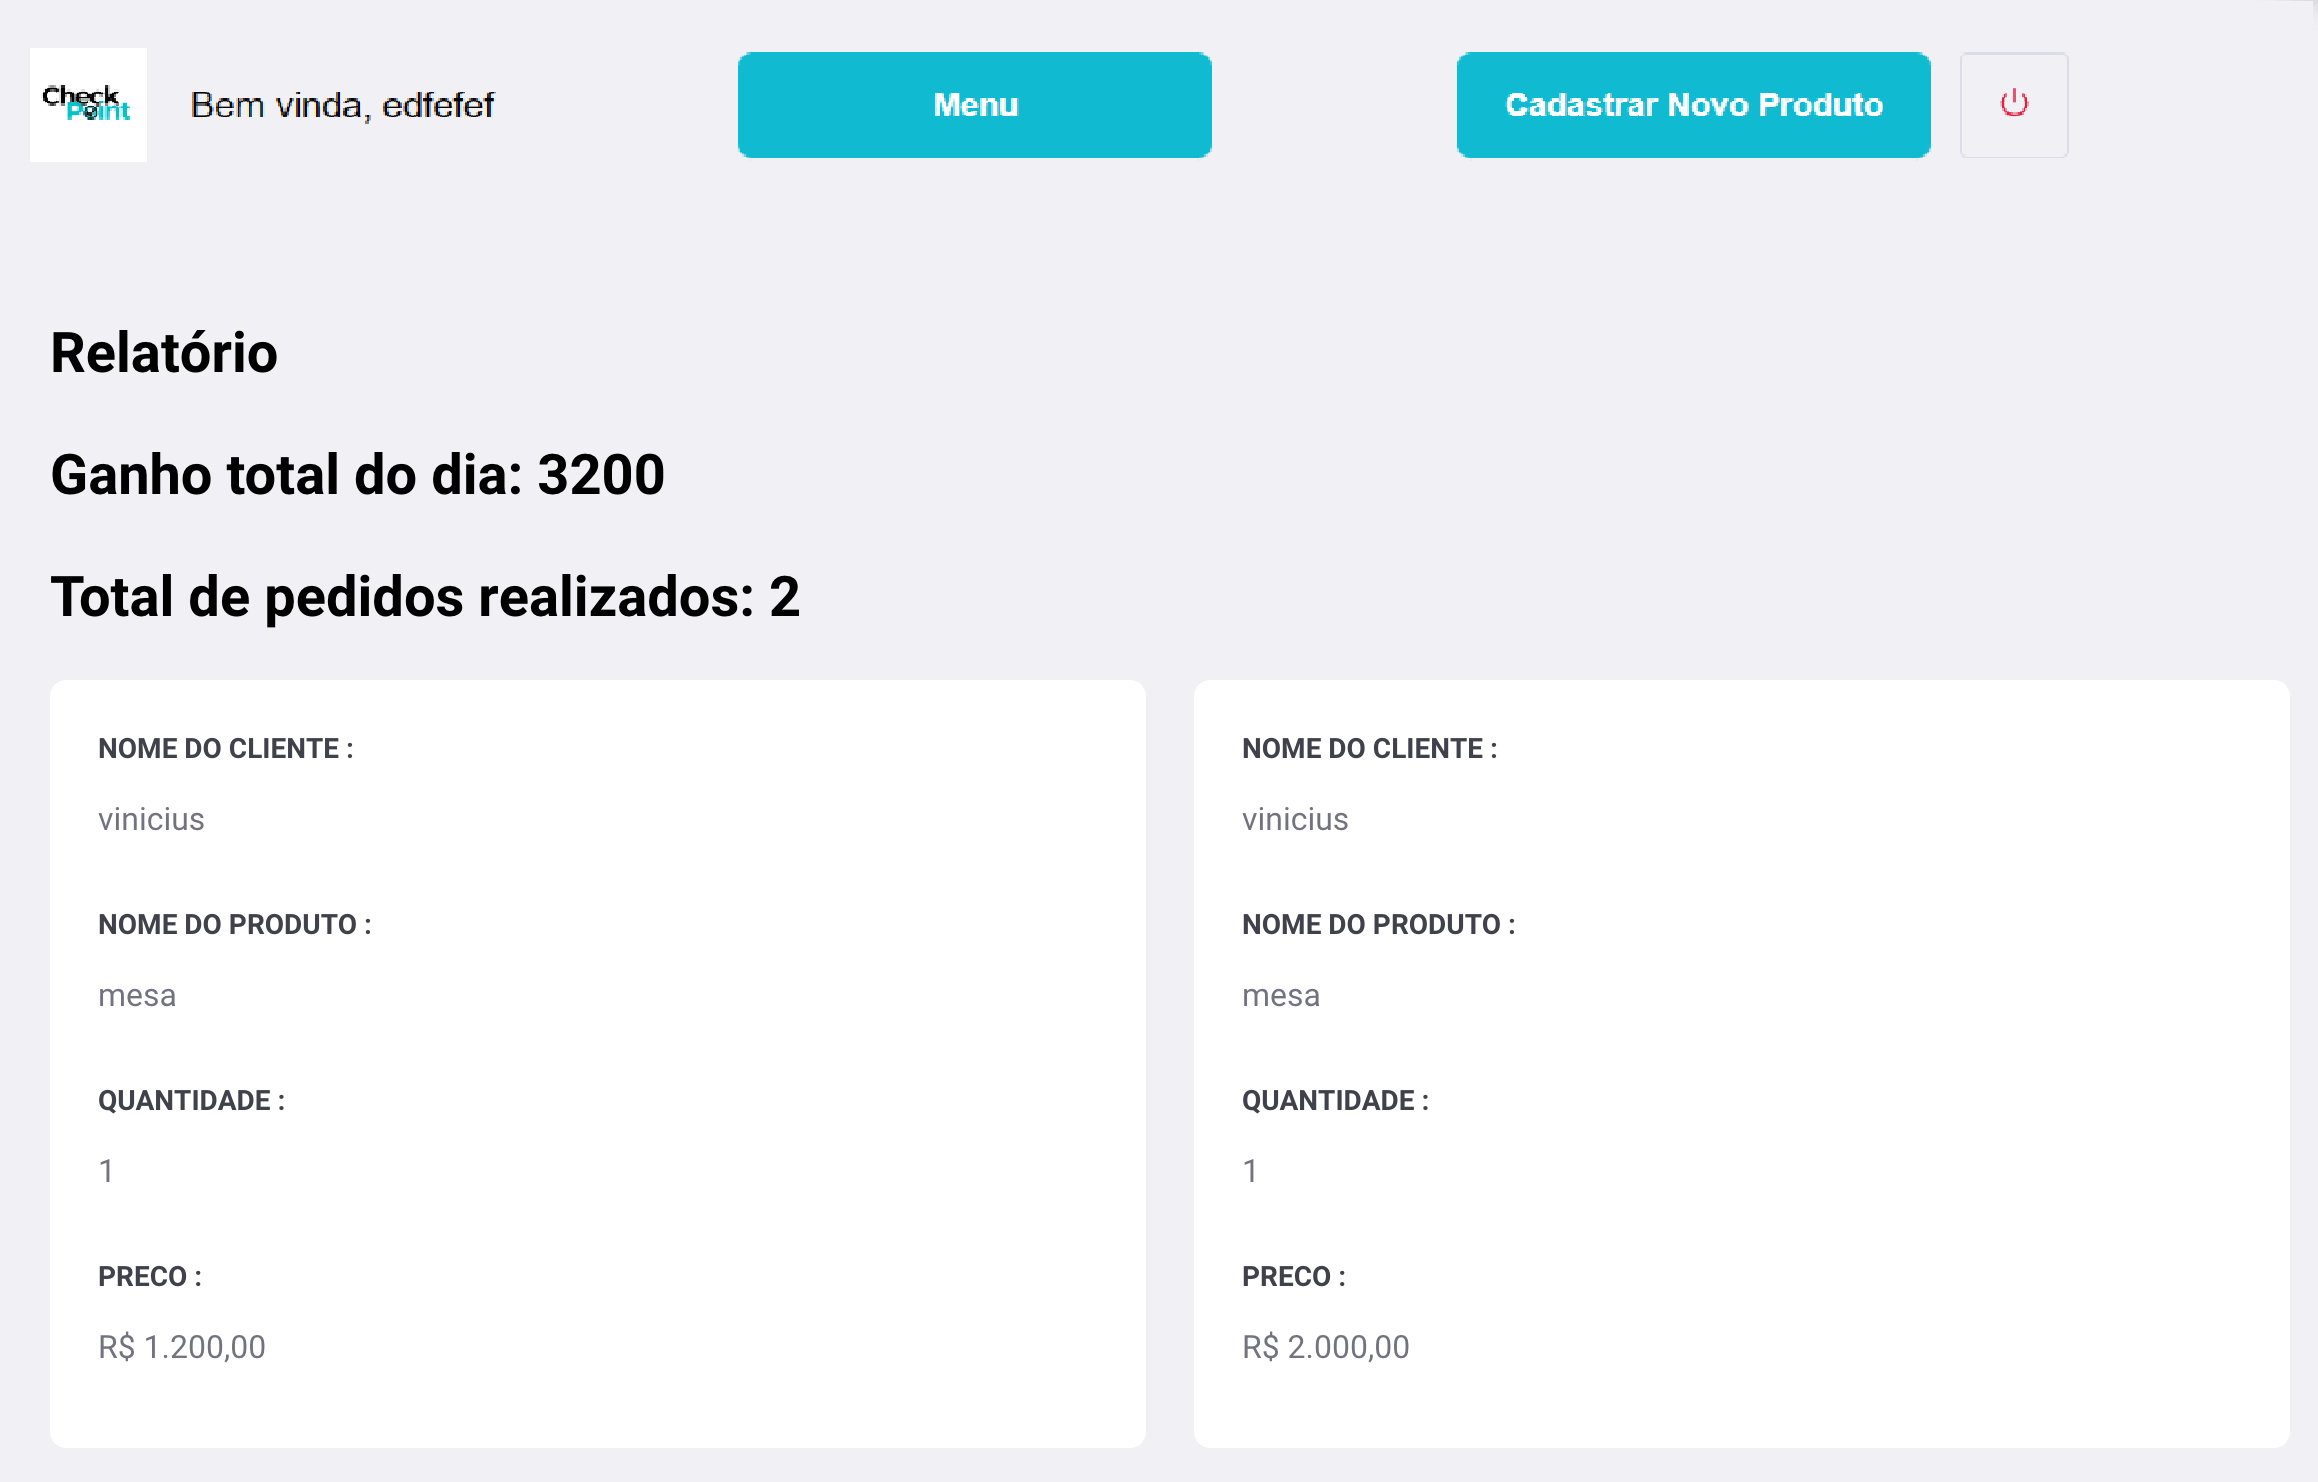 Check
Point
Bem vinda, edfefef
Menu
Cadastrar Novo Produto
Relatório
Ganho total do dia: 3200
Total de pedidos realizados: 2
NOME DO CLIENTE :
vinicius
NOME DO PRODUTO :
mesa
QUANTIDADE :
1
PRECO :
R$ 1.200,00
NOME DO CLIENTE :
vinicius
NOME DO PRODUTO :
mesa
QUANTIDADE :
1
PRECO :
R$ 2.000,00